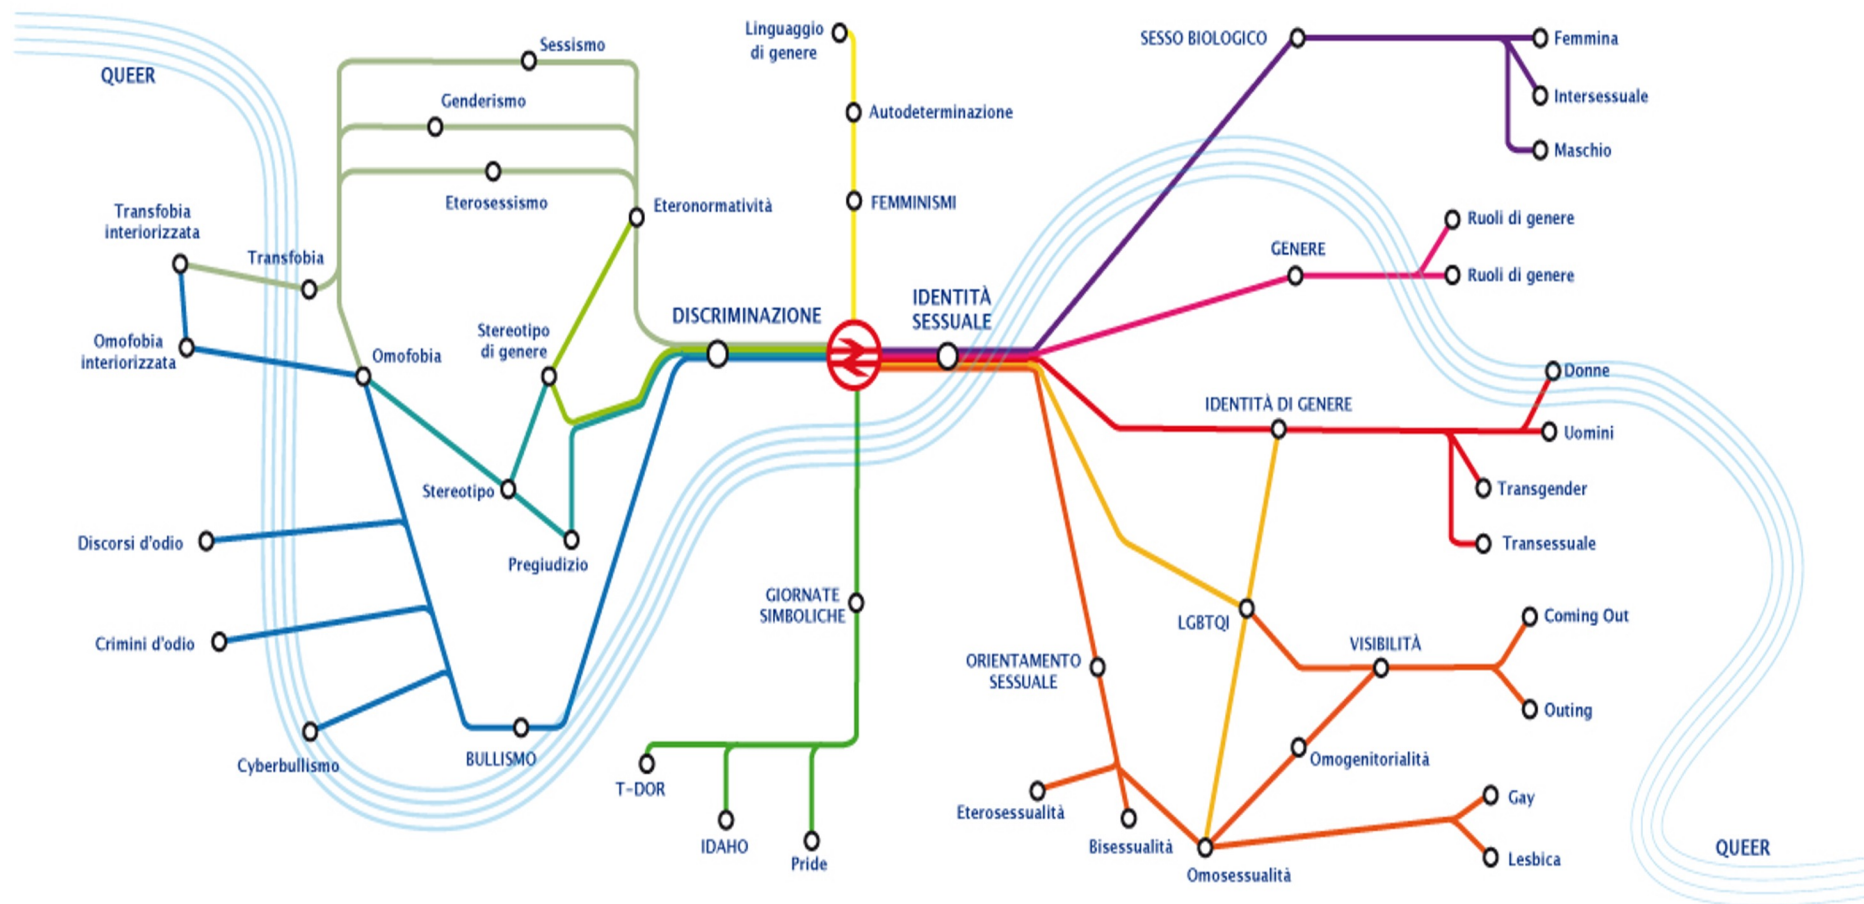 QUEER
Sessismo
Genderismo
Eterosessismo
Eteronormatività
Transfobia
interiorizzata
Transfobia
Omofobia
interiorizzata
Omofobia
Stereotipo
di genere
Stereotipo
Pregiudizio
Discorsi d'odio
Crimini d'odio
Cyberbullismo
BULLISMO
DISCRIMINAZIONE
Linguaggio
di genere
Autodeterminazione
FEMMINISMI
IDENTITÀ
SESSUALE
GIORNATE
SIMBOLICHE
T-DOR
IDAHO
Pride
SESSO BIOLOGICO
Femmina
Intersessuale
Maschio
GENERE
Ruoli di genere
Ruoli di genere
IDENTITÀ DI GENERE
Donne
Uomini
Transgender
Transessuale
LGBTQI
ORIENTAMENTO
SESSUALE
VISIBILITÀ
Coming Out
Outing
Omogenitorialità
Eterosessualità
Bisessualità
Omosessualità
Gay
Lesbica
QUEER